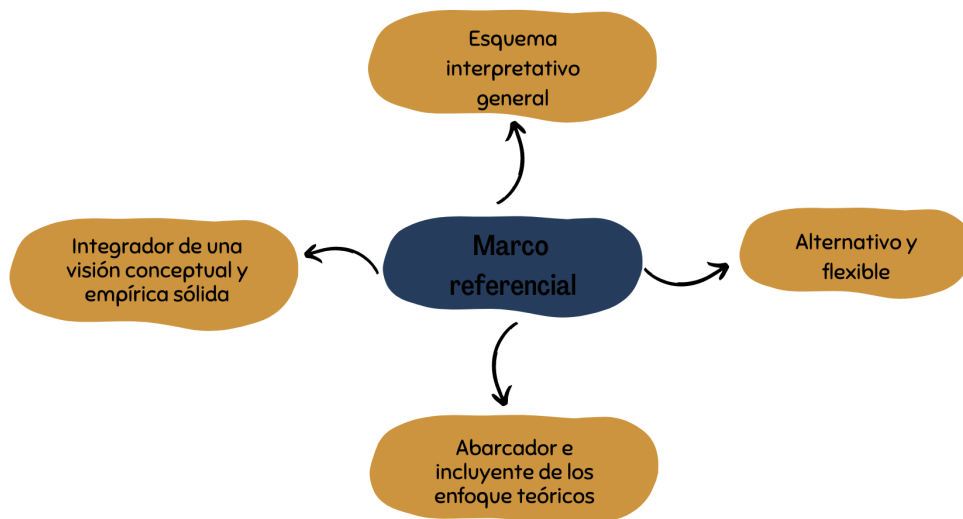 Esquema
interpretativo
general
Integrador de una
visión conceptual y
empírica sólida
Marco
referencial
Alternativo y
flexible
Abarcador e
incluyente de los
enfoque teóricos